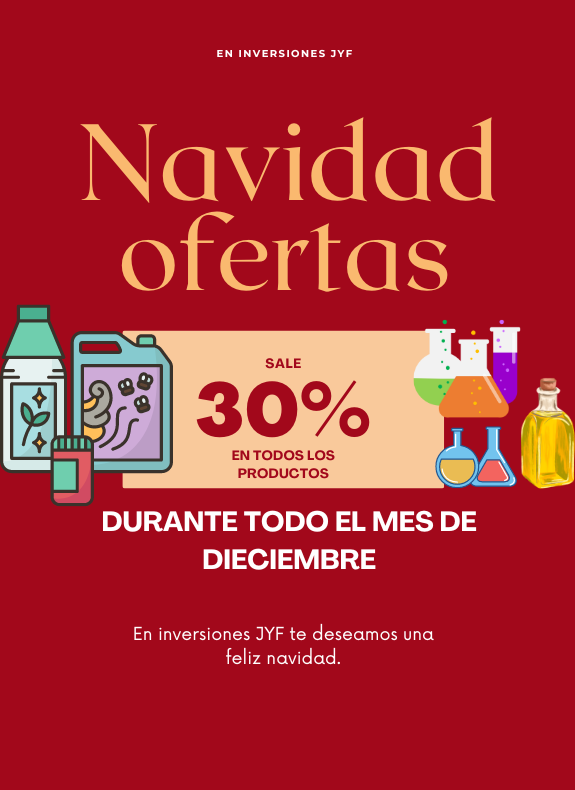 EN INVERSIONES JYF
Navidad
ofertas
SALE
30%
EN TODOS LOS
PRODUCTOS
DURANTE TODO EL MES DE
DIECIEMBRE
En inversiones JYF te deseamos una
feliz navidad.